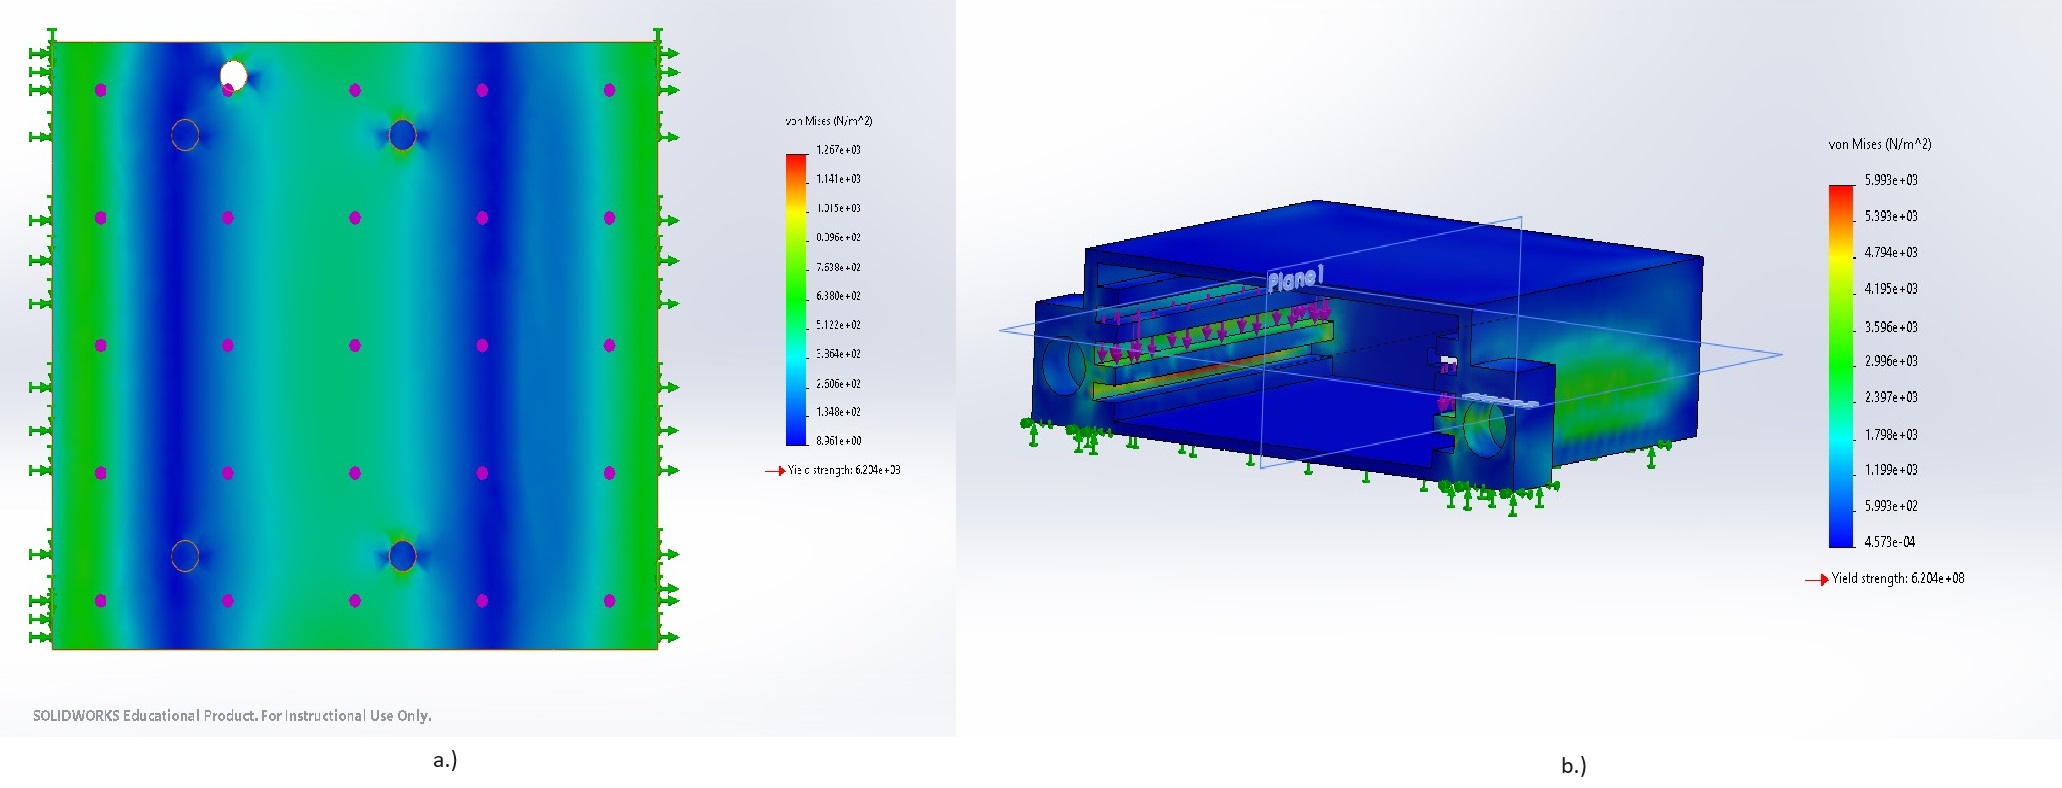 von Mises (N/m^2)
1.267e+03
1.141e+03
1.015e+03
8.896e+02
7.638e+02
6.380e+02
5.122e+02
3.864e+02
2.606e+02
1.348e+02
8.961e+00
Yield strength: 6.204e+08
SOLIDWORKS Educational Product. For Instructional Use Only.
a.)
Plane1
von Mises (N/m^2)
5.993e+03
5.393e+03
4.794e+03
4.195e+03
3.596e+03
2.996e+03
2.397e+03
1.798e+03
1.199e+03
5.993e+02
4.573e-04
Yield strength: 6.204e+08
b.)